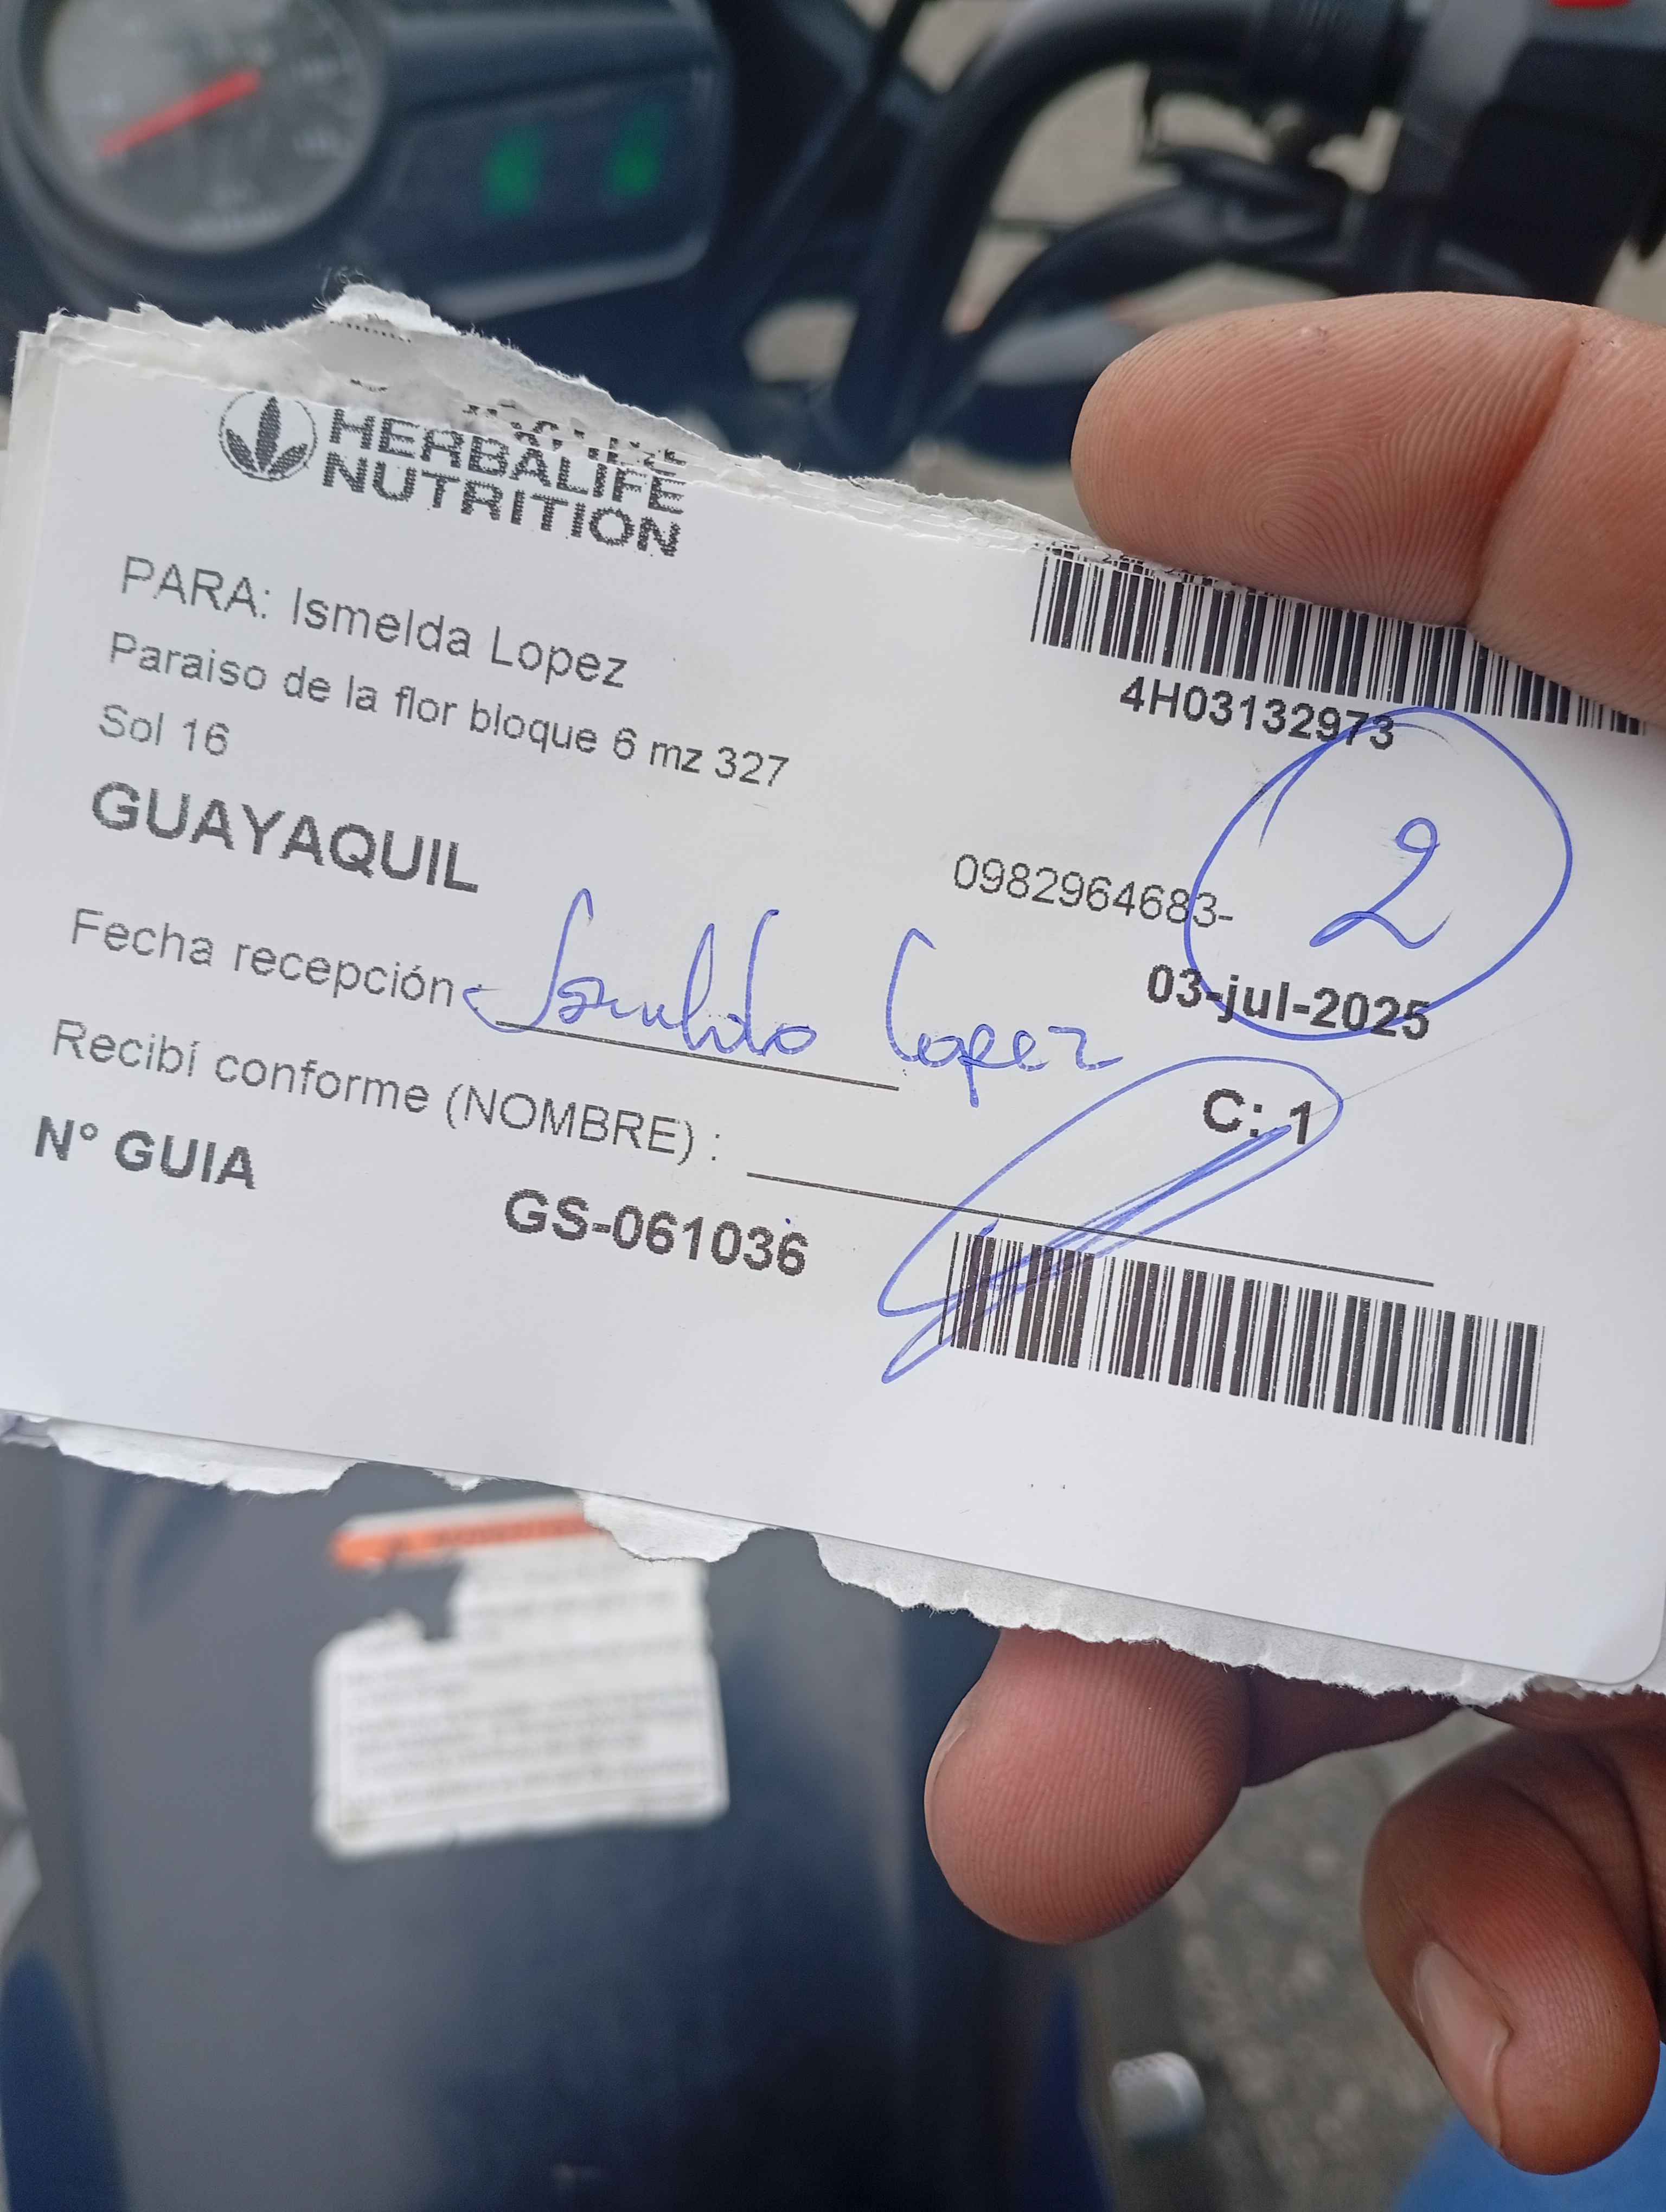 HERBALIFE
NUTRITION
PARA: Ismelda Lopez
Paraiso de la flor bloque 6 mz 327
Sol 16
GUAYAQUIL
4H03132973
2
0982964683-
03-jul-2025
Fecha recepción
Lopez
C: 1
Recibí conforme (NOMBRE) :
N° GUIA
GS-061036